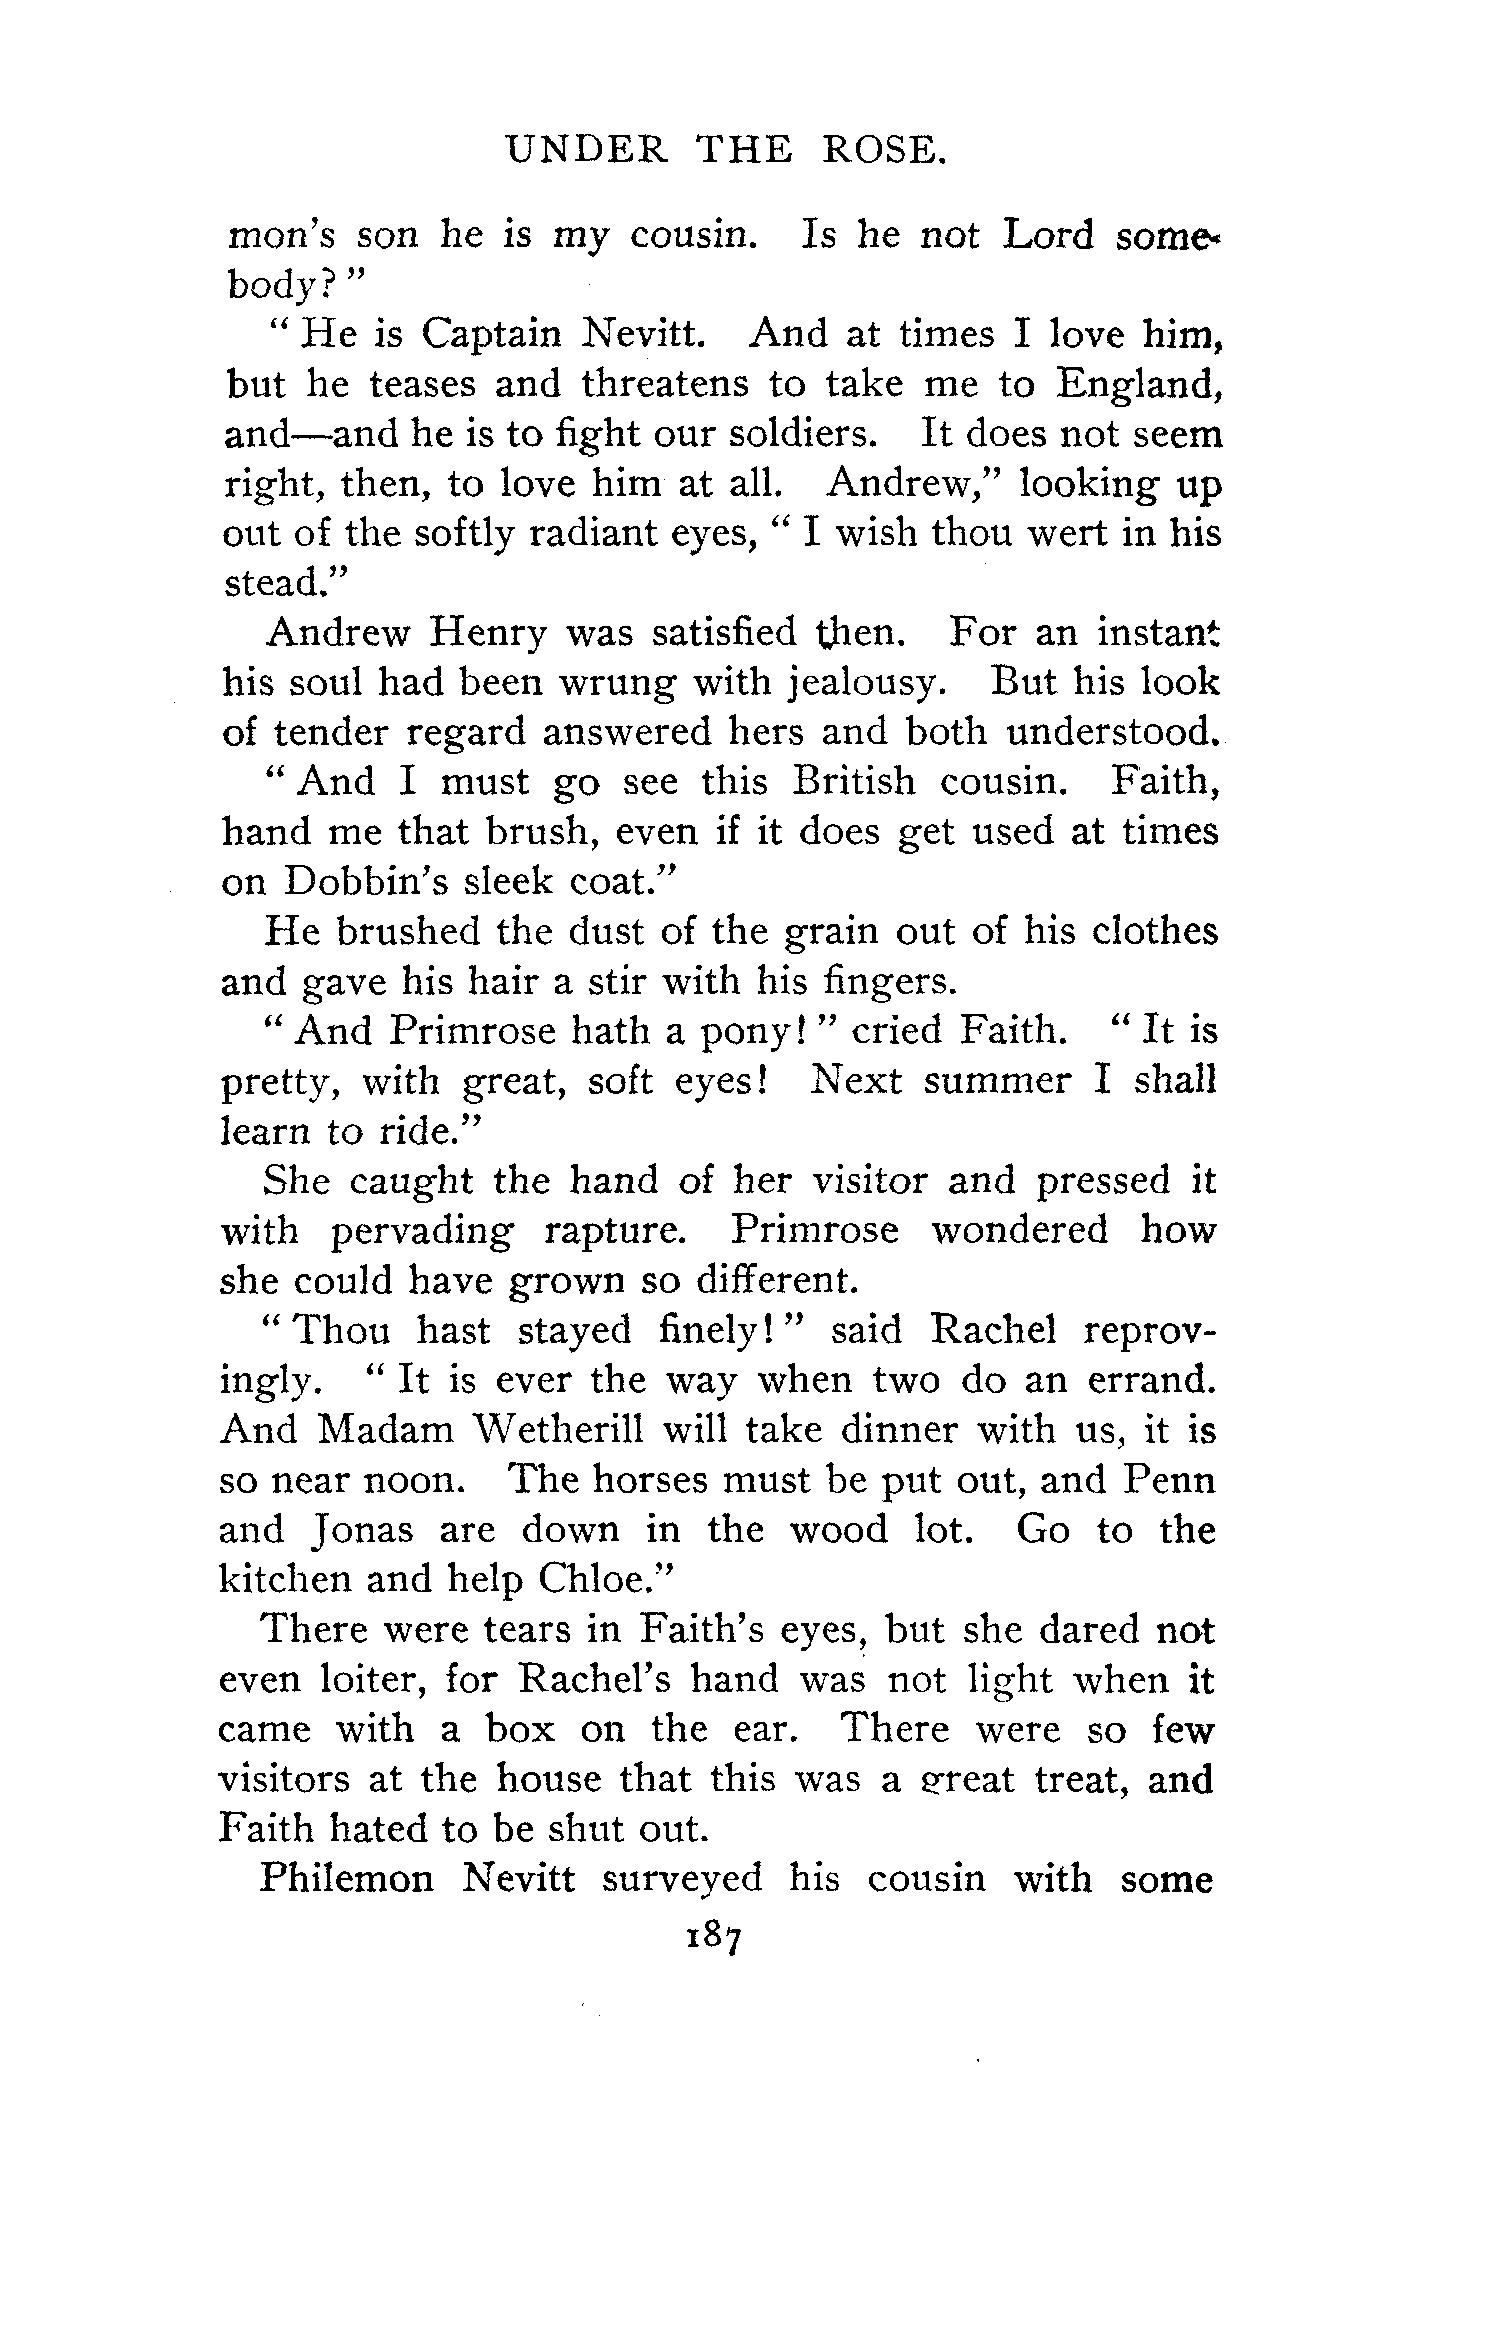 UNDER THE ROSE.
mon's son he is my cousin. Is he not Lord some-
body? "
" He is Captain Nevitt. And at times I love him,
but he teases and threatens to take me to England,
and—and he is to fight our soldiers. It does not seem
right, then, to love him at all. Andrew," looking up
out of the softly radiant eyes, " I wish thou wert in his
stead."
Andrew Henry was satisfied then. For an instant
his soul had been wrung with jealousy. But his look
of tender regard answered hers and both understood.
" And I must go see this British cousin. Faith,
hand me that brush, even if it does get used at times
on Dobbin's sleek coat."
He brushed the dust of the grain out of his clothes
and gave his hair a stir with his fingers.
" And Primrose hath a pony! " cried Faith. " It is
pretty, with great, soft eyes! Next summer I shall
learn to ride."
She caught the hand of her visitor and pressed it
with pervading rapture. Primrose wondered how
she could have grown so different.
" Thou hast stayed finely! " said Rachel reprov-
ingly. " It is ever the way when two do an errand.
And Madam Wetherill will take dinner with us, it is
so near noon. The horses must be put out, and Penn
and Jonas are down in the wood lot. Go to the
kitchen and help Chloe."
There were tears in Faith's eyes, but she dared not
even loiter, for Rachel's hand was not light when it
came with a box on the ear. There were so few
visitors at the house that this was a great treat, and
Faith hated to be shut out.
Philemon Nevitt surveyed his cousin with some
187